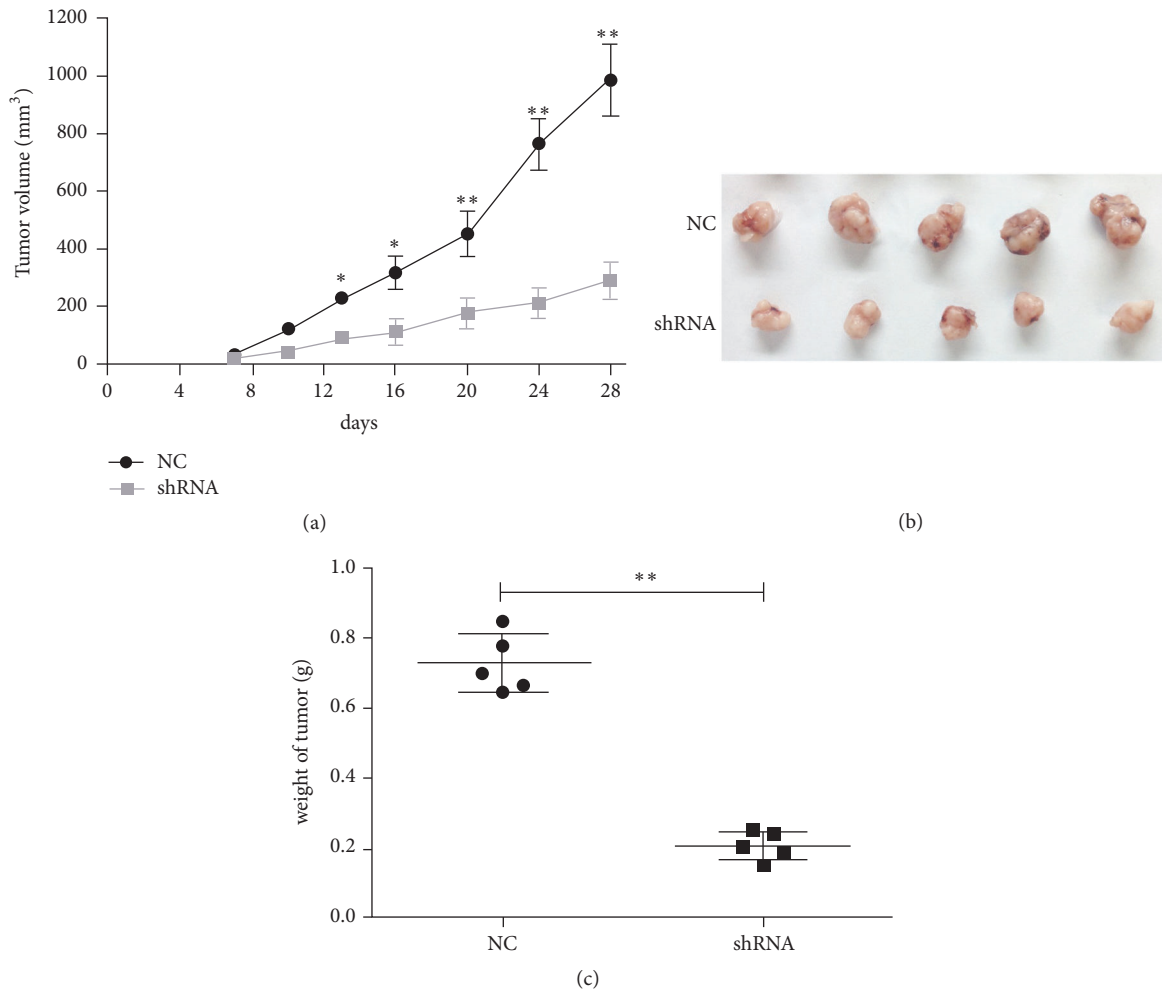 1200
1000
800
600
400
200
0
Tumor volume (mm³)
*
*
**
**
**
0 4 8 12 16 20 24 28
days
NC
shRNA
(a)
NC
shRNA
(b)
1.0
0.8
0.6
0.4
0.2
0.0
weight of tumor (g)
**
NC shRNA
(c)